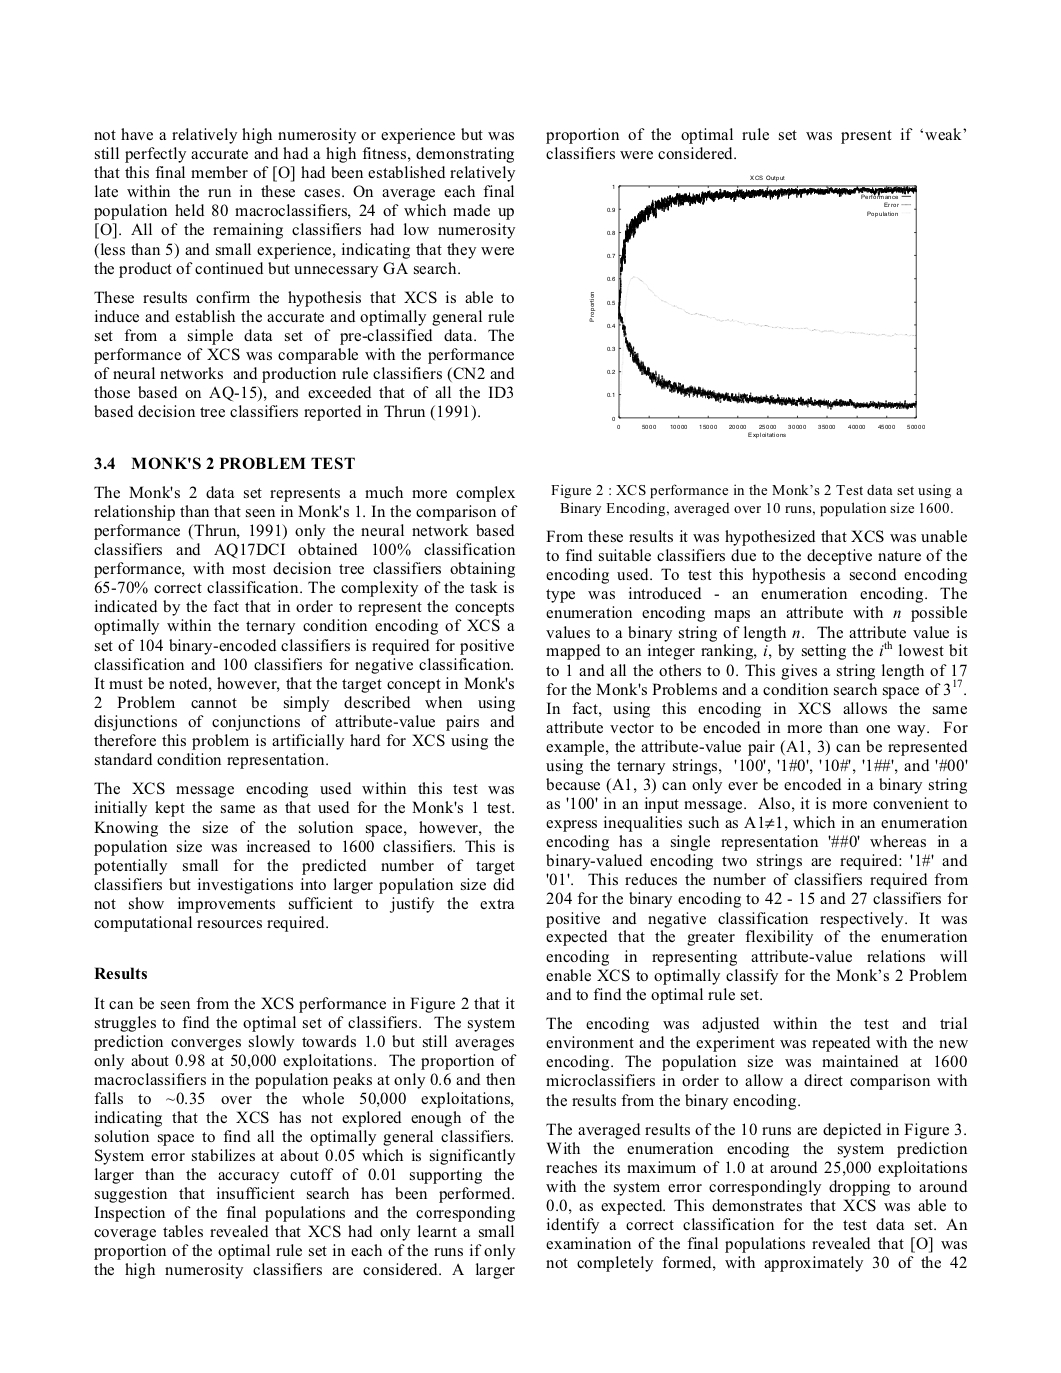 not have a relatively high numerosity or experience but was
still perfectly accurate and had a high fitness, demonstrating
that this final member of [O] had been established relatively
late within the run in these cases. On average each final
population held 80 macroclassifiers, 24 of which made up
[O]. All of the remaining classifiers had low numerosity
(less than 5) and small experience, indicating that they were
the product of continued but unnecessary GA search.
These results confirm the hypothesis that XCS is able to
induce and establish the accurate and optimally general rule
set from a simple data set of pre-classified data. The
performance of XCS was comparable with the performance
of neural networks and production rule classifiers (CN2 and
those based on AQ-15), and exceeded that of all the ID3
based decision tree classifiers reported in Thrun (1991).
3.4 MONK'S 2 PROBLEM TEST
The Monk's 2 data set represents a much more complex
relationship than that seen in Monk's 1. In the comparison of
performance (Thrun, 1991) only the neural network based
classifiers and AQ17DCI obtained 100% classification
performance, with most decision tree classifiers obtaining
65-70% correct classification. The complexity of the task is
indicated by the fact that in order to represent the concepts
optimally within the ternary condition encoding of XCS a
set of 104 binary-encoded classifiers is required for positive
classification and 100 classifiers for negative classification.
It must be noted, however, that the target concept in Monk's
2 Problem cannot be simply described when using
disjunctions of conjunctions of attribute-value pairs and
therefore this problem is artificially hard for XCS using the
standard condition representation.
The XCS message encoding used within this test was
initially kept the same as that used for the Monk's 1 test.
Knowing the size of the solution space, however, the
population size was increased to 1600 classifiers. This is
potentially small for the predicted number of target
classifiers but investigations into larger population size did
not show improvements sufficient to justify the extra
computational resources required.
Results
It can be seen from the XCS performance in Figure 2 that it
struggles to find the optimal set of classifiers. The system
prediction converges slowly towards 1.0 but still averages
only about 0.98 at 50,000 exploitations. The proportion of
macroclassifiers in the population peaks at only 0.6 and then
falls to ~0.35 over the whole 50,000 exploitations,
indicating that the XCS has not explored enough of the
solution space to find all the optimally general classifiers.
System error stabilizes at about 0.05 which is significantly
larger than the accuracy cutoff of 0.01 supporting the
suggestion that insufficient search has been performed.
Inspection of the final populations and the corresponding
coverage tables revealed that XCS had only learnt a small
proportion of the optimal rule set in each of the runs if only
the high numerosity classifiers are considered. A larger
proportion of the optimal rule set was present if ‘weak’
classifiers were considered.
XCS Output
Performance
Error
Population
Proportion
1
0.9
0.8
0.7
0.6
0.5
0.4
0.3
0.2
0.1
0
0 5000 10000 15000 20000 25000 30000 35000 40000 45000 50000
Exploitations
Figure 2 : XCS performance in the Monk’s 2 Test data set using a
Binary Encoding, averaged over 10 runs, population size 1600.
From these results it was hypothesized that XCS was unable
to find suitable classifiers due to the deceptive nature of the
encoding used. To test this hypothesis a second encoding
type was introduced - an enumeration encoding. The
enumeration encoding maps an attribute with n possible
values to a binary string of length n. The attribute value is
mapped to an integer ranking, i, by setting the iᵗʰ lowest bit
to 1 and all the others to 0. This gives a string length of 17
for the Monk's Problems and a condition search space of 3¹⁷.
In fact, using this encoding in XCS allows the same
attribute vector to be encoded in more than one way. For
example, the attribute-value pair (A1, 3) can be represented
using the ternary strings, '100', '1#0', '10#', '1##', and '#00'
because (A1, 3) can only ever be encoded in a binary string
as '100' in an input message. Also, it is more convenient to
express inequalities such as A1≠1, which in an enumeration
encoding has a single representation '##0' whereas in a
binary-valued encoding two strings are required: '1#' and
'01'. This reduces the number of classifiers required from
204 for the binary encoding to 42 - 15 and 27 classifiers for
positive and negative classification respectively. It was
expected that the greater flexibility of the enumeration
encoding in representing attribute-value relations will
enable XCS to optimally classify for the Monk’s 2 Problem
and to find the optimal rule set.
The encoding was adjusted within the test and trial
environment and the experiment was repeated with the new
encoding. The population size was maintained at 1600
microclassifiers in order to allow a direct comparison with
the results from the binary encoding.
The averaged results of the 10 runs are depicted in Figure 3.
With the enumeration encoding the system prediction
reaches its maximum of 1.0 at around 25,000 exploitations
with the system error correspondingly dropping to around
0.0, as expected. This demonstrates that XCS was able to
identify a correct classification for the test data set. An
examination of the final populations revealed that [O] was
not completely formed, with approximately 30 of the 42